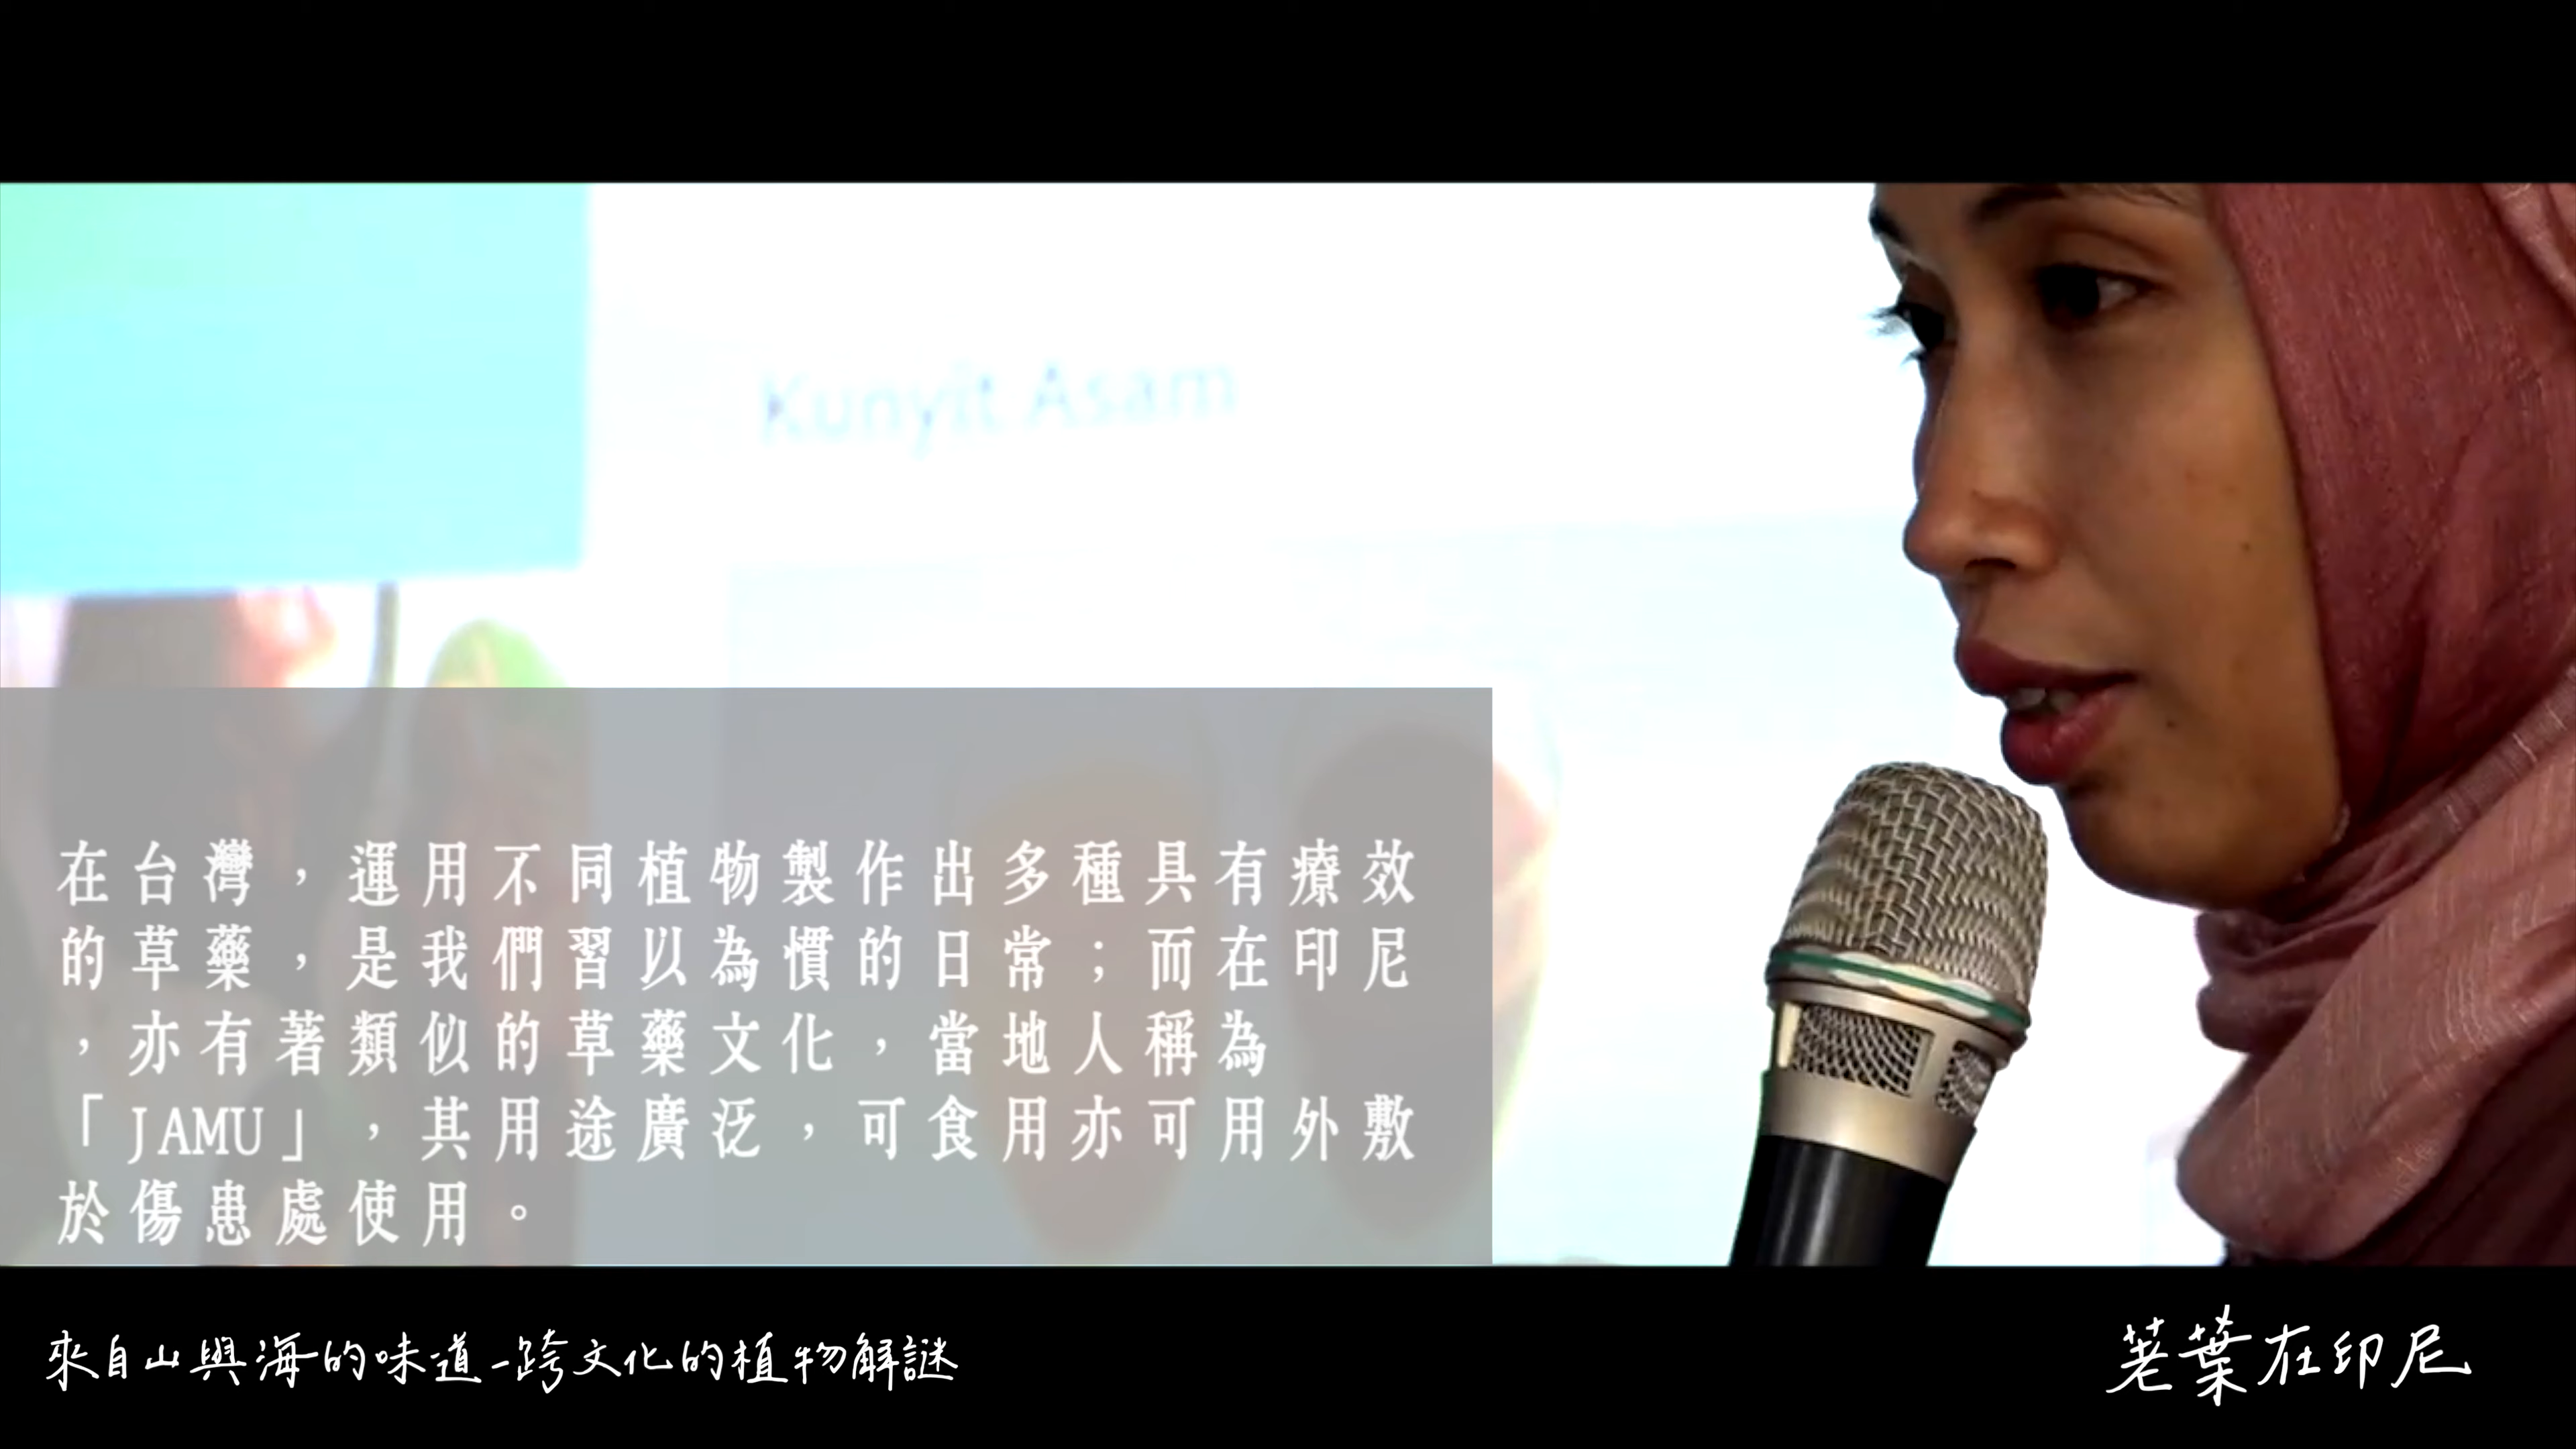 Kunyit Asam
在台灣，運用不同植物製作出多種具有療效
的草藥，是我們習以為慣的日常；而在印尼
，亦有著類似的草藥文化，當地人稱為
「JAMU」，其用途廣泛，可食用亦可用外敷
於傷患處使用。
來自山與海的味道-跨文化的植物解謎
荖葉在印尼